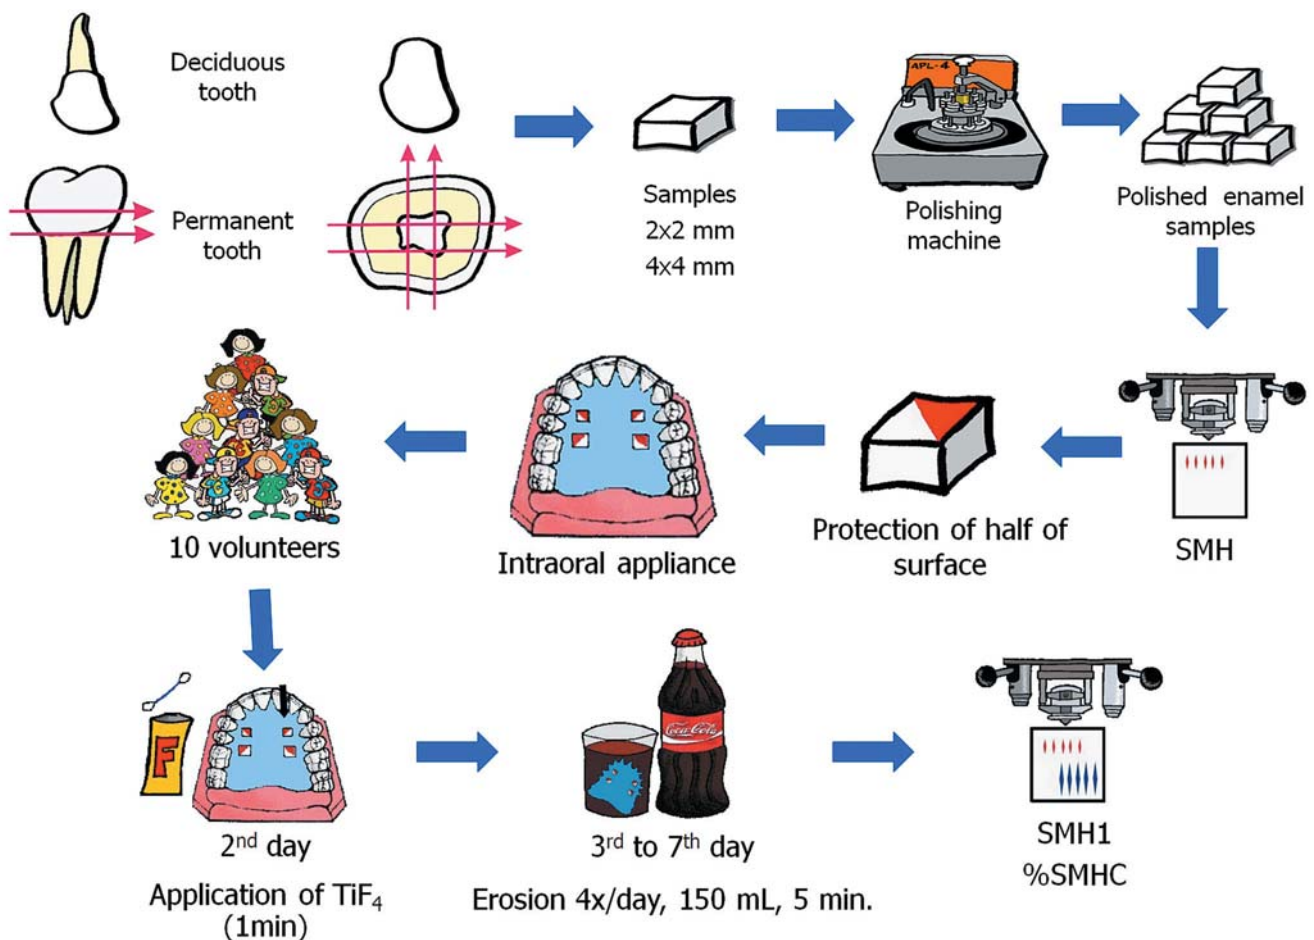 Deciduous
tooth
Permanent
tooth
Samples
2x2 mm
4x4 mm
APL-4
Polishing
machine
Polished enamel
samples
SMH
Protection of half of
surface
Intraoral appliance
10 volunteers
F
2nd day
Application of TiF4
(1min)
Coca-Cola
3rd to 7th day
Erosion 4x/day, 150 mL, 5 min.
SMH1
%SMHC